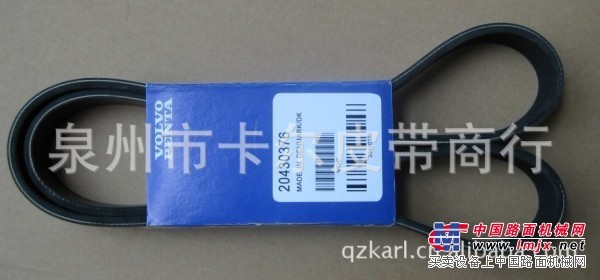 VOLVO
PENTA
20430376
MADE IN DENMARK/DK
泉州市卡尔皮带商行
中国路面机械网
www.lmjx.net
买卖设备上中国路面机械网
qzkarl.